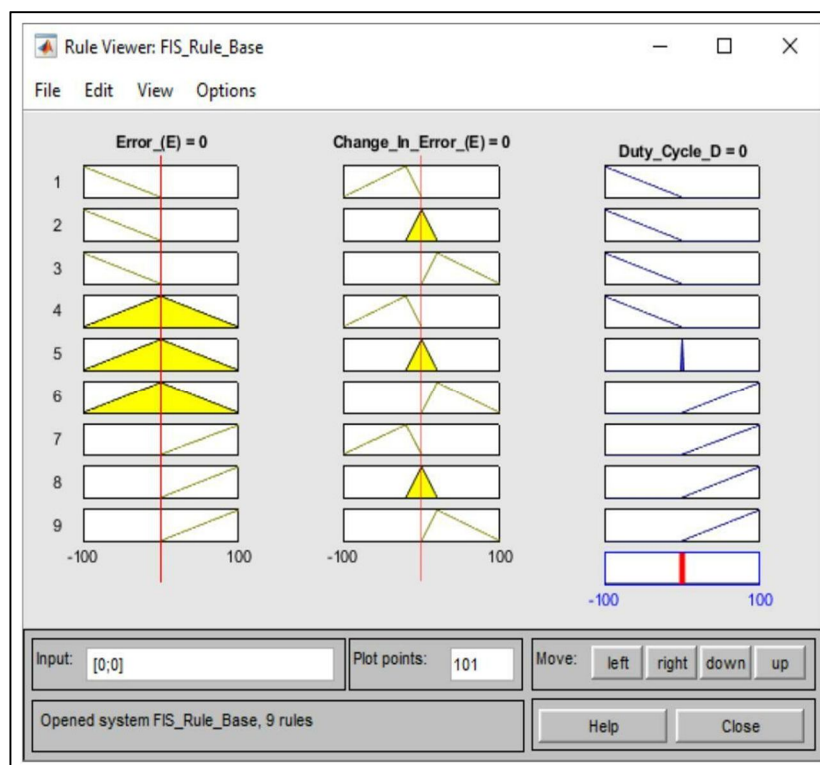 Rule Viewer: FIS_Rule_Base
File Edit View Options
Error_(E) = 0 Change_In_Error_(E) = 0 Duty_Cycle_D = 0
1
2
3
4
5
6
7
8
9
-100 100 -100 100
-100 100
Input: [0;0] Plot points: 101 Move: left right down up
Opened system FIS_Rule_Base, 9 rules Help Close